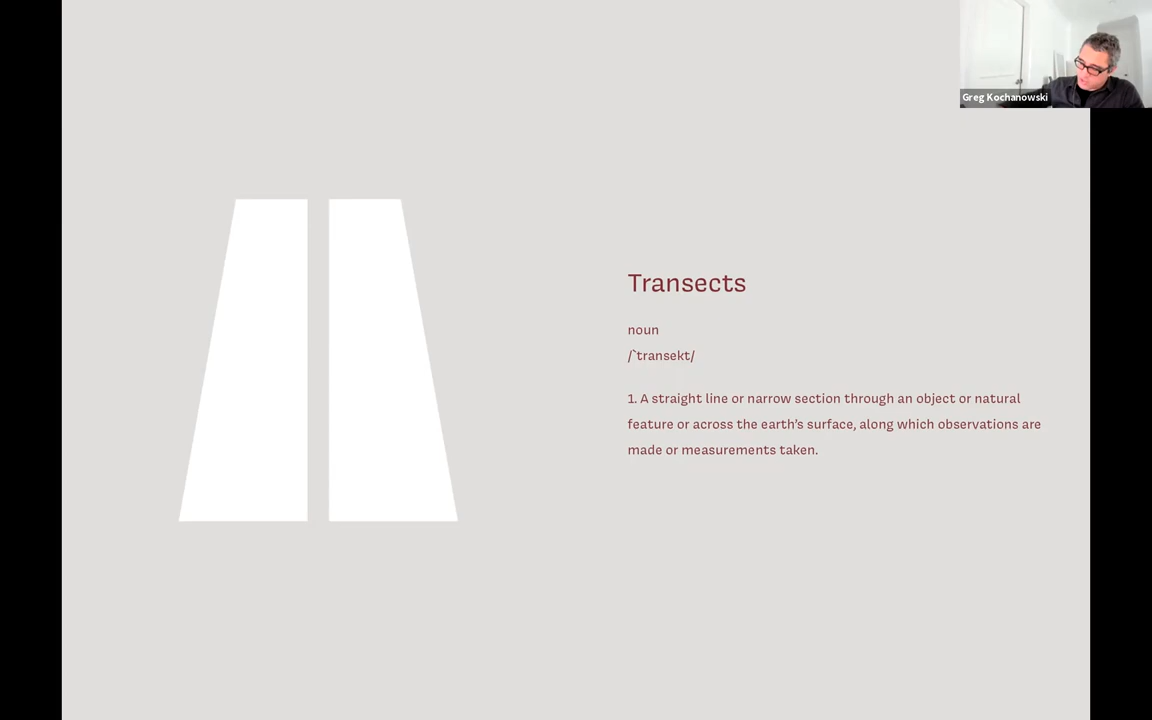 Greg Kochanowski
Transects
noun
/`transekt/
1. A straight line or narrow section through an object or natural
feature or across the earth's surface, along which observations are
made or measurements taken.